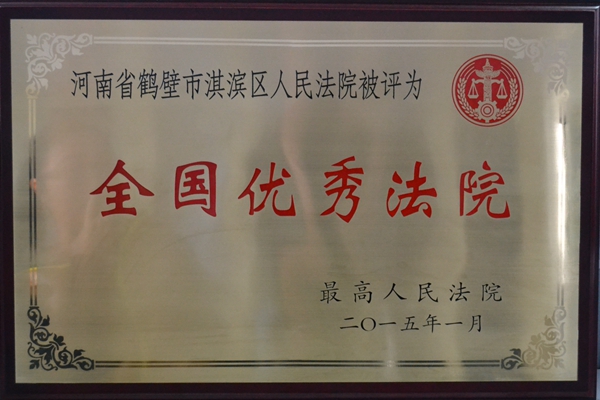 河南省鹤壁市淇滨区人民法院被评为
全国优秀法院
最高人民法院
二〇一五年一月